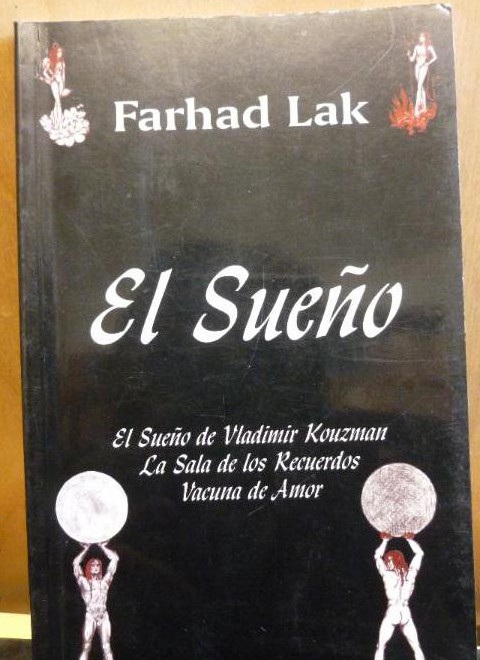 Farhad Lak
El Sueño
El Sueño de Vladimir Kouzman
La Sala de los Recuerdos
Vacuna de Amor